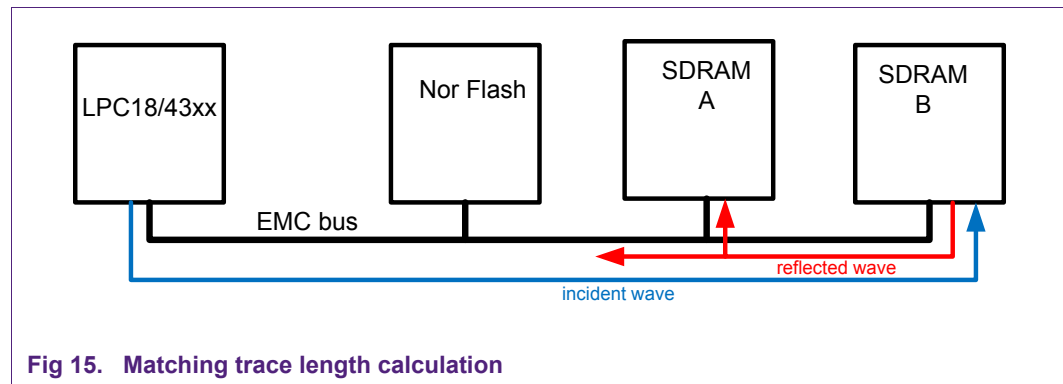 LPC18/43xx
Nor Flash
SDRAM
A
SDRAM
B
EMC bus
reflected wave
incident wave
Fig 15. Matching trace length calculation